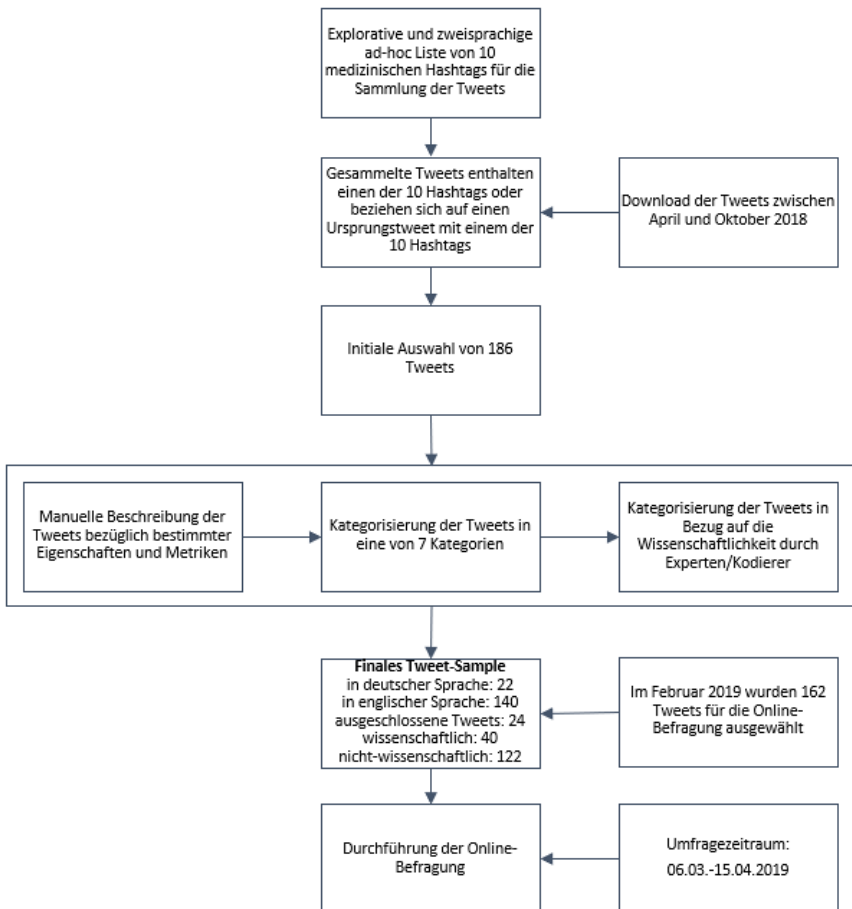 Explorative und zweisprachige
ad-hoc Liste von 10
medizinischen Hashtags für die
Sammlung der Tweets
Gesammelte Tweets enthalten
einen der 10 Hashtags oder
beziehen sich auf einen
Ursprungstweet mit einem der
10 Hashtags
Download der Tweets zwischen
April und Oktober 2018
Initiale Auswahl von 186
Tweets
Manuelle Beschreibung der
Tweets bezüglich bestimmter
Eigenschaften und Metriken
Kategorisierung der Tweets in
eine von 7 Kategorien
Kategorisierung der Tweets in
Bezug auf die
Wissenschaftlichkeit durch
Experten/Kodierer
Finales Tweet-Sample
in deutscher Sprache: 22
in englischer Sprache: 140
ausgeschlossene Tweets: 24
wissenschaftlich: 40
nicht-wissenschaftlich: 122
Im Februar 2019 wurden 162
Tweets für die Online-
Befragung ausgewählt
Durchführung der Online-
Befragung
Umfragezeitraum:
06.03.-15.04.2019